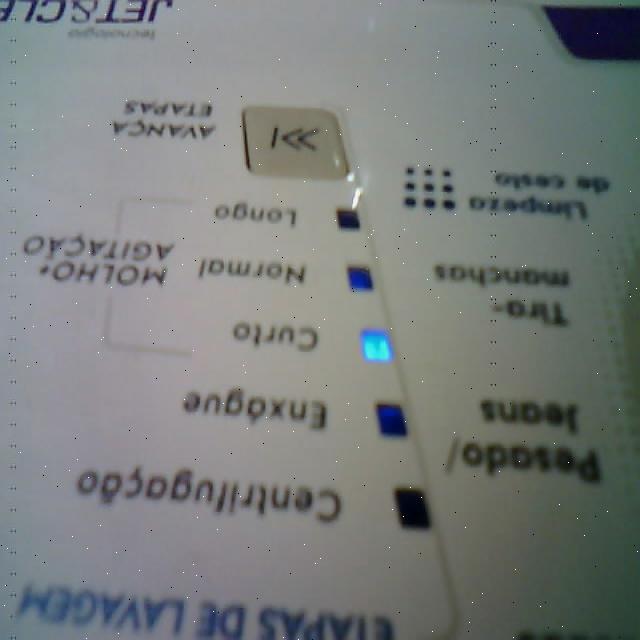 ETAPAS DE LAVAGEM
Pesado/
Jeans
Tira-
manchas
Limpeza
de cesto
Centrifugação
Enxágue
Curto
Normal
Longo
MOLHO+
AGITAÇÃO
AVANÇA
ETAPAS
tecnologia
JET&CLE